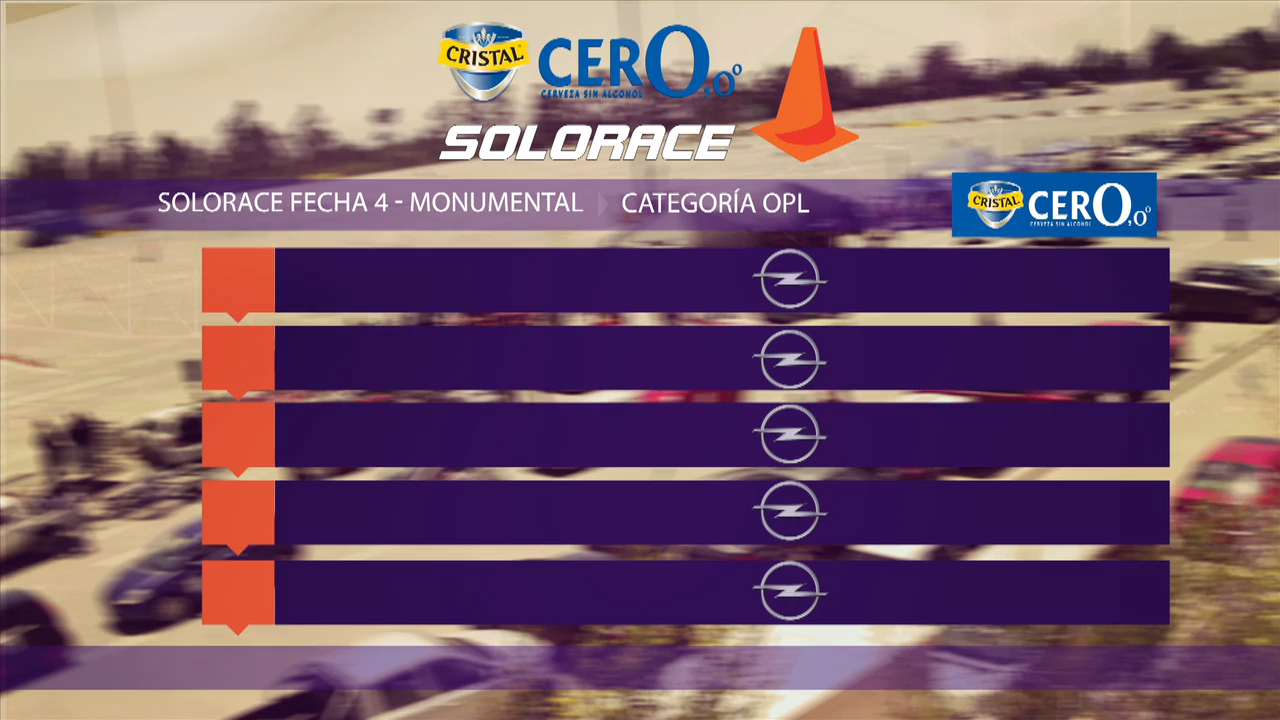 CRISTAL CERO,0°
CERVEZA SIN ALCOHOL
SOLORACE
SOLORACE FECHA 4 - MONUMENTAL CATEGORÍA OPL
CRISTAL CERO,0°
CERVEZA SIN ALCOHOL